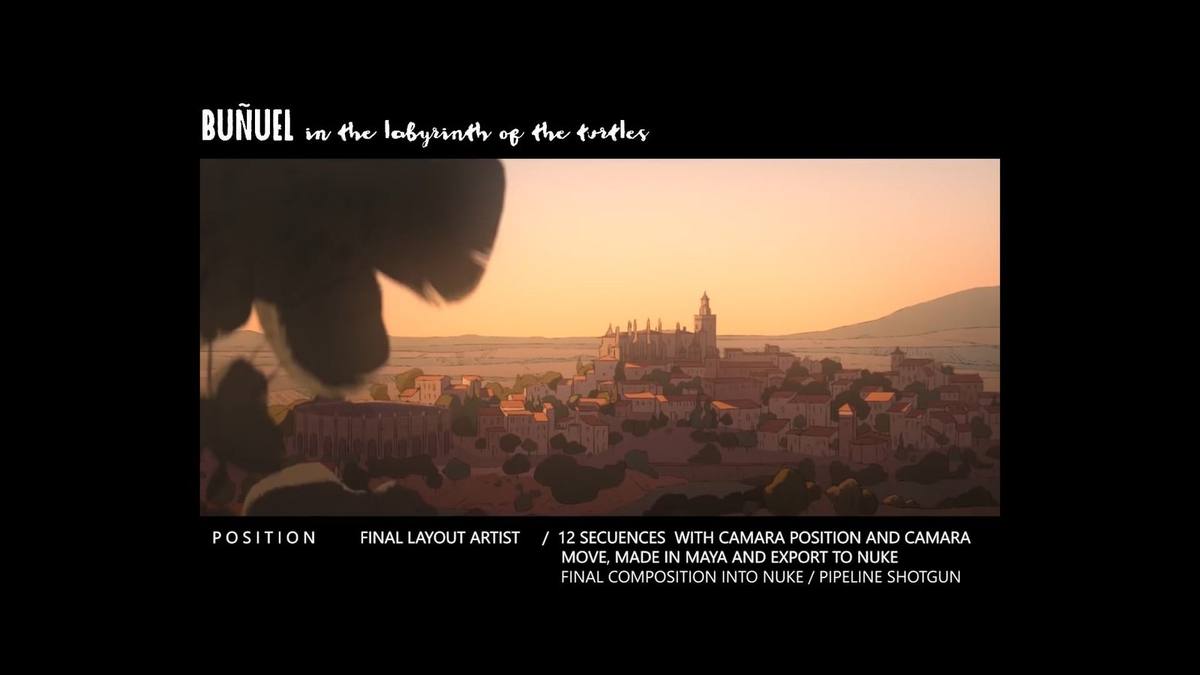 BUÑUEL in the labyrinth of the tortles
POSITION FINAL LAYOUT ARTIST / 12 SECUENCES WITH CAMARA POSITION AND CAMARA
MOVE, MADE IN MAYA AND EXPORT TO NUKE
FINAL COMPOSITION INTO NUKE / PIPELINE SHOTGUN